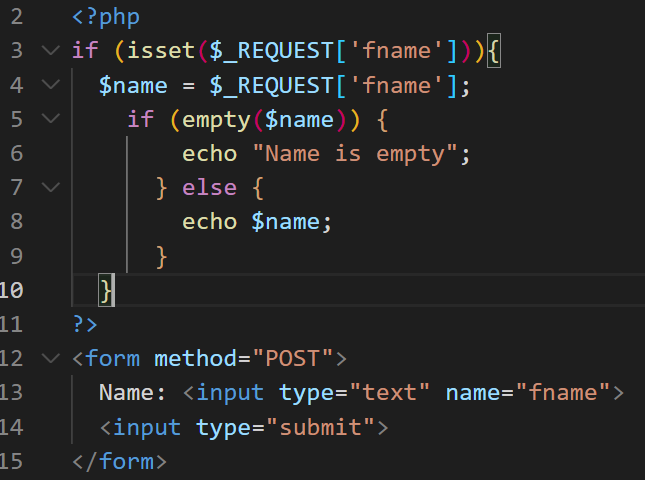 2 <?php
3 if (isset($_REQUEST['fname'])){
4 $name = $_REQUEST['fname'];
5 if (empty($name)) {
6 echo "Name is empty";
7 } else {
8 echo $name;
9 }
10 }
11 ?>
12 <form method="POST">
13 Name: <input type="text" name="fname">
14 <input type="submit">
15 </form>